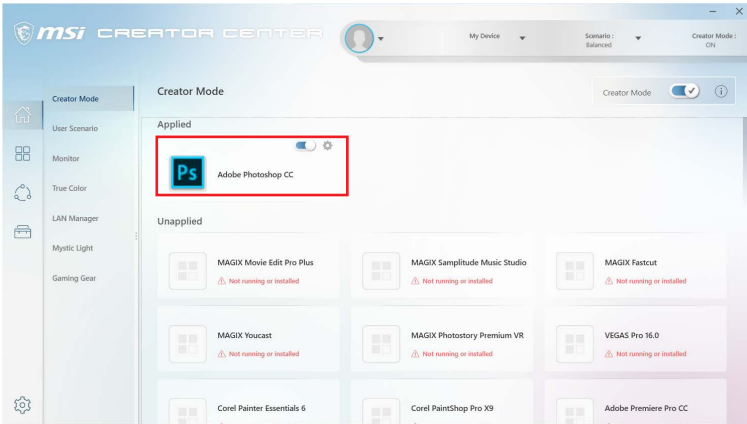 msi CREATOR CENTER
My Device
Scenario :
Balanced
Creator Mode :
ON
Creator Mode
User Scenario
Monitor
True Color
LAN Manager
Mystic Light
Gaming Gear
Creator Mode
Creator Mode
Applied
Ps
Adobe Photoshop CC
Unapplied
MAGIX Movie Edit Pro Plus
Not running or installed
MAGIX Samplitude Music Studio
Not running or installed
MAGIX Fastcut
Not running or installed
MAGIX Youcast
Not running or installed
MAGIX Photostory Premium VR
Not running or installed
VEGAS Pro 16.0
Not running or installed
Corel Painter Essentials 6
Corel PaintShop Pro X9
Adobe Premiere Pro CC